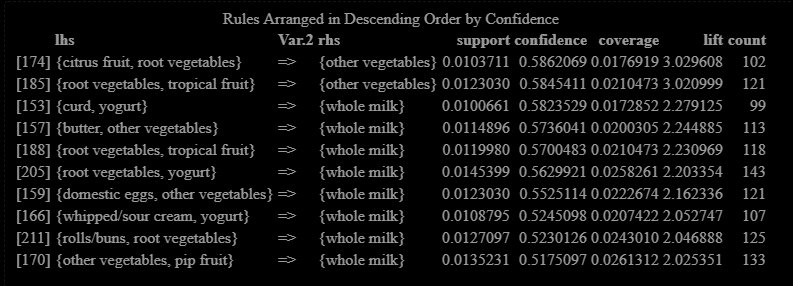 Rules Arranged in Descending Order by Confidence
lhs Var.2 rhs support confidence coverage lift count
[174] {citrus fruit, root vegetables} => {other vegetables} 0.0103711 0.5862069 0.0176919 3.029608 102
[185] {root vegetables, tropical fruit} => {other vegetables} 0.0123030 0.5845411 0.0210473 3.020999 121
[153] {curd, yogurt} => {whole milk} 0.0100661 0.5823529 0.0172852 2.279125 99
[157] {butter, other vegetables} => {whole milk} 0.0114896 0.5736041 0.0200305 2.244885 113
[188] {root vegetables, tropical fruit} => {whole milk} 0.0119980 0.5700483 0.0210473 2.230969 118
[205] {root vegetables, yogurt} => {whole milk} 0.0145399 0.5629921 0.0258261 2.203354 143
[159] {domestic eggs, other vegetables} => {whole milk} 0.0123030 0.5525114 0.0222674 2.162336 121
[166] {whipped/sour cream, yogurt} => {whole milk} 0.0108795 0.5245098 0.0207422 2.052747 107
[211] {rolls/buns, root vegetables} => {whole milk} 0.0127097 0.5230126 0.0243010 2.046888 125
[170] {other vegetables, pip fruit} => {whole milk} 0.0135231 0.5175097 0.0261312 2.025351 133